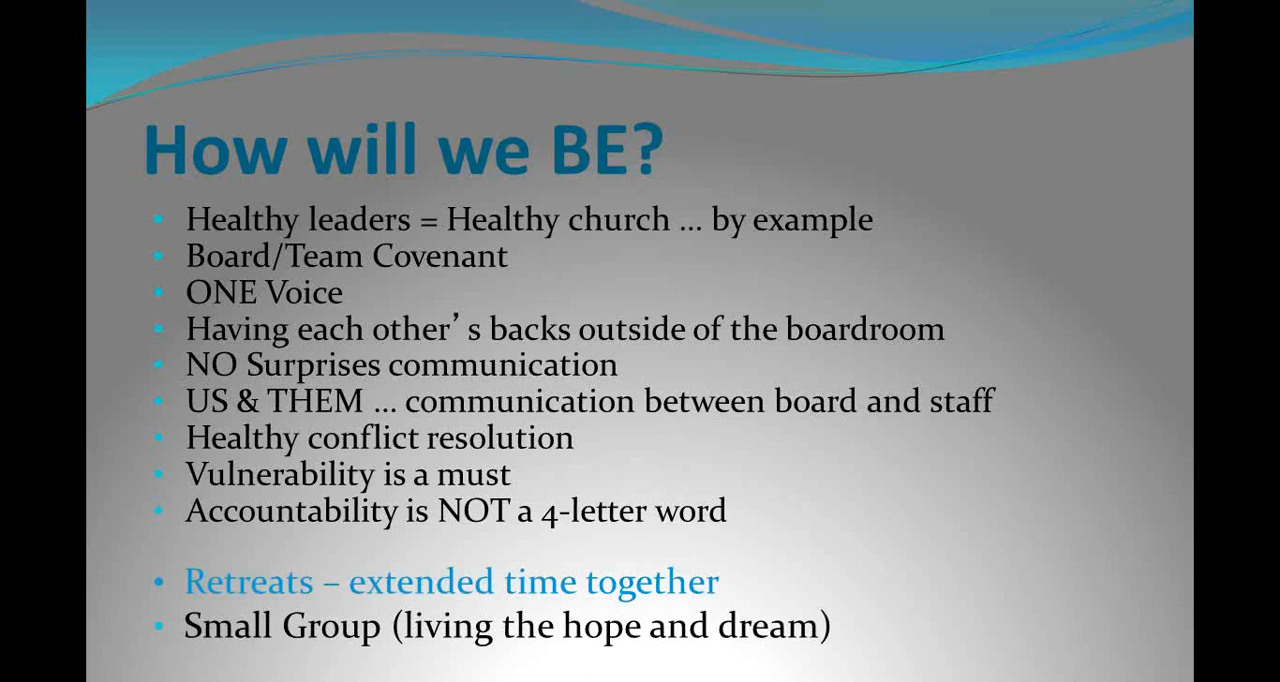 How will we BE?
• Healthy leaders = Healthy church … by example
• Board/Team Covenant
• ONE Voice
• Having each other’s backs outside of the boardroom
• NO Surprises communication
• US & THEM … communication between board and staff
• Healthy conflict resolution
• Vulnerability is a must
• Accountability is NOT a 4-letter word
• Retreats – extended time together
• Small Group (living the hope and dream)